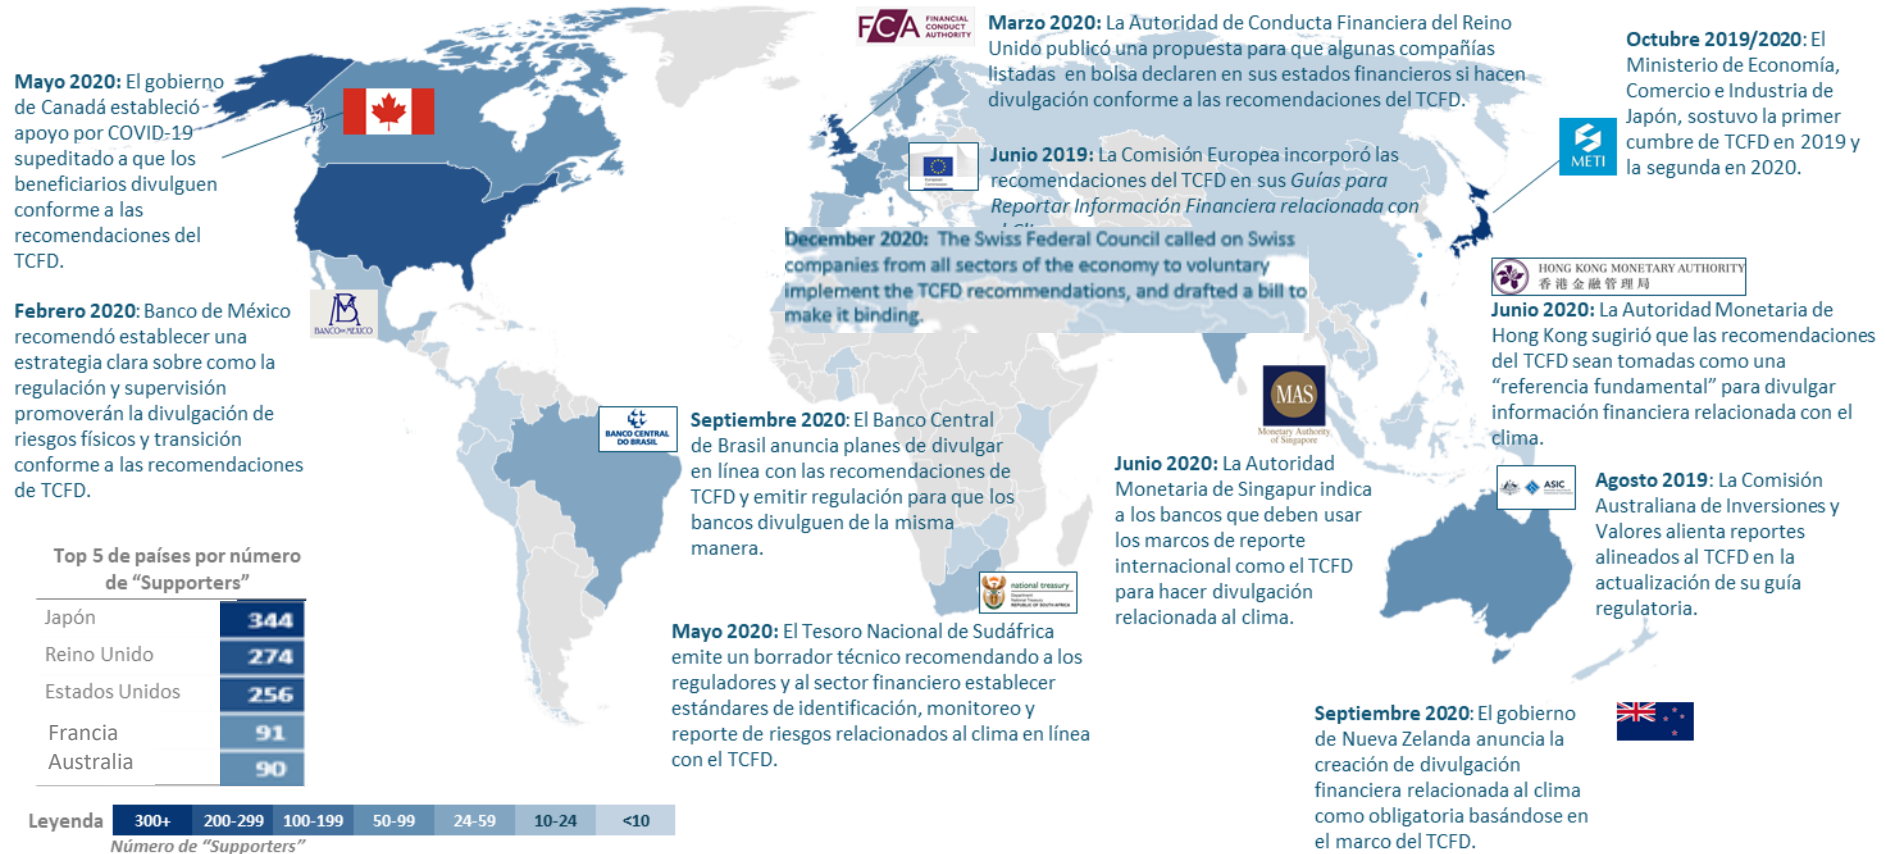 Mayo 2020: El gobierno
de Canadá estableció
apoyo por COVID-19
supeditado a que los
beneficiarios divulguen
conforme a las
recomendaciones del
TCFD.
Febrero 2020: Banco de México
recomendó establecer una
estrategia clara sobre como la
regulación y supervisión
promoverán la divulgación de
riesgos físicos y transición
conforme a las recomendaciones
de TCFD.
BANCO DE MEXICO
FCA FINANCIAL
CONDUCT
AUTHORITY
Marzo 2020: La Autoridad de Conducta Financiera del Reino
Unido publicó una propuesta para que algunas compañías
listadas en bolsa declaren en sus estados financieros si hacen
divulgación conforme a las recomendaciones del TCFD.
European
Commission
Junio 2019: La Comisión Europea incorporó las
recomendaciones del TCFD en sus Guías para
Reportar Información Financiera relacionada con
December 2020: The Swiss Federal Council called on Swiss
companies from all sectors of the economy to voluntary
implement the TCFD recommendations, and drafted a bill to
make it binding.
Octubre 2019/2020: El
Ministerio de Economía,
Comercio e Industria de
Japón, sostuvo la primer
cumbre de TCFD en 2019 y
la segunda en 2020.
METI
HONG KONG MONETARY AUTHORITY
香港金融管理局
Junio 2020: La Autoridad Monetaria de
Hong Kong sugirió que las recomendaciones
del TCFD sean tomadas como una
“referencia fundamental” para divulgar
información financiera relacionada con el
clima.
BANCO CENTRAL
DO BRASIL
Septiembre 2020: El Banco Central
de Brasil anuncia planes de divulgar
en línea con las recomendaciones de
TCFD y emitir regulación para que los
bancos divulguen de la misma
manera.
MAS
Monetary Authority
of Singapore
Junio 2020: La Autoridad
Monetaria de Singapur indica
a los bancos que deben usar
los marcos de reporte
internacional como el TCFD
para hacer divulgación
relacionada al clima.
ASIC
Agosto 2019: La Comisión
Australiana de Inversiones y
Valores alienta reportes
alineados al TCFD en la
actualización de su guía
regulatoria.
national treasury
Department
National Treasury
REPUBLIC OF SOUTH AFRICA
Mayo 2020: El Tesoro Nacional de Sudáfrica
emite un borrador técnico recomendando a los
reguladores y al sector financiero establecer
estándares de identificación, monitoreo y
reporte de riesgos relacionados al clima en línea
con el TCFD.
Septiembre 2020: El gobierno
de Nueva Zelanda anuncia la
creación de divulgación
financiera relacionada al clima
como obligatoria basándose en
el marco del TCFD.
Top 5 de países por número
de “Supporters”
Japón 344
Reino Unido 274
Estados Unidos 256
Francia 91
Australia 90
Leyenda 300+ 200-299 100-199 50-99 24-59 10-24 <10
Número de “Supporters”